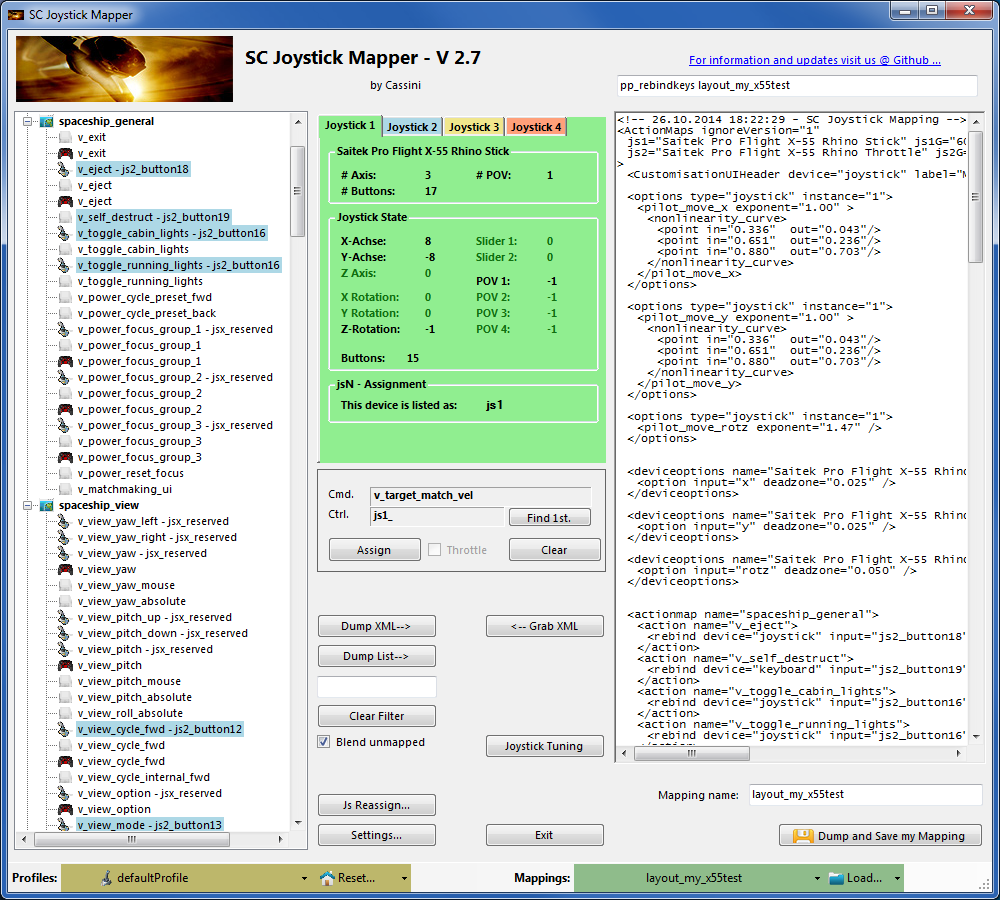 SC Joystick Mapper
SC Joystick Mapper - V 2.7
by Cassini
For information and updates visit us @ Github ...
pp_rebindkeys layout_my_x55test
spaceship_general
v_exit
v_exit
v_eject - js2_button18
v_eject
v_eject
v_self_destruct - js2_button19
v_toggle_cabin_lights - js2_button16
v_toggle_cabin_lights
v_toggle_running_lights - js2_button16
v_toggle_running_lights
v_power_cycle_preset_fwd
v_power_cycle_preset_back
v_power_focus_group_1 - jsx_reserved
v_power_focus_group_1
v_power_focus_group_1
v_power_focus_group_2 - jsx_reserved
v_power_focus_group_2
v_power_focus_group_2
v_power_focus_group_3 - jsx_reserved
v_power_focus_group_3
v_power_focus_group_3
v_power_reset_focus
v_matchmaking_ui
spaceship_view
v_view_yaw_left - jsx_reserved
v_view_yaw_right - jsx_reserved
v_view_yaw - jsx_reserved
v_view_yaw
v_view_yaw_mouse
v_view_yaw_absolute
v_view_pitch_up - jsx_reserved
v_view_pitch_down - jsx_reserved
v_view_pitch - jsx_reserved
v_view_pitch
v_view_pitch_mouse
v_view_pitch_absolute
v_view_roll_absolute
v_view_cycle_fwd - js2_button12
v_view_cycle_fwd
v_view_cycle_fwd
v_view_cycle_internal_fwd
v_view_option - jsx_reserved
v_view_option
v_view_mode - js2_button13
Joystick 1 Joystick 2 Joystick 3 Joystick 4
Saitek Pro Flight X-55 Rhino Stick
# Axis: 3 # POV: 1
# Buttons: 17
Joystick State
X-Achse: 8 Slider 1: 0
Y-Achse: -8 Slider 2: 0
Z Axis: 0
POV 1: -1
X Rotation: 0 POV 2: -1
Y Rotation: 0 POV 3: -1
Z-Rotation: -1 POV 4: -1
Buttons: 15
jsN - Assignment
This device is listed as: js1
Cmd. v_target_match_vel
Ctrl. js1_ Find 1st.
Assign Throttle Clear
Dump XML--> <-- Grab XML
Dump List-->
Clear Filter
Blend unmapped
Joystick Tuning
Js Reassign...
Settings... Exit
<!-- 26.10.2014 18:22:29 - SC Joystick Mapping -->
<ActionMaps ignoreVersion="1"
js1="Saitek Pro Flight X-55 Rhino Stick" js1G="6
js2="Saitek Pro Flight X-55 Rhino Throttle" js2G=
>
<CustomisationUIHeader device="joystick" label="
<options type="joystick" instance="1">
<pilot_move_x exponent="1.00" >
<nonlinearity_curve>
<point in="0.336" out="0.043"/>
<point in="0.651" out="0.236"/>
<point in="0.880" out="0.703"/>
</nonlinearity_curve>
</pilot_move_x>
</options>
<options type="joystick" instance="1">
<pilot_move_y exponent="1.00" >
<nonlinearity_curve>
<point in="0.336" out="0.043"/>
<point in="0.651" out="0.236"/>
<point in="0.880" out="0.703"/>
</nonlinearity_curve>
</pilot_move_y>
</options>
<options type="joystick" instance="1">
<pilot_move_rotz exponent="1.47" />
</options>
<deviceoptions name="Saitek Pro Flight X-55 Rhin
<option input="x" deadzone="0.025" />
</deviceoptions>
<deviceoptions name="Saitek Pro Flight X-55 Rhin
<option input="y" deadzone="0.025" />
</deviceoptions>
<deviceoptions name="Saitek Pro Flight X-55 Rhin
<option input="rotz" deadzone="0.050" />
</deviceoptions>
<actionmap name="spaceship_general">
<action name="v_eject">
<rebind device="joystick" input="js2_button18"
</action>
<action name="v_self_destruct">
<rebind device="keyboard" input="js2_button19"
</action>
<action name="v_toggle_cabin_lights">
<rebind device="joystick" input="js2_button16"
</action>
<action name="v_toggle_running_lights">
<rebind device="joystick" input="js2_button16"
Mapping name: layout_my_x55test
Dump and Save my Mapping
Profiles: defaultProfile Reset... Mappings: layout_my_x55test Load...